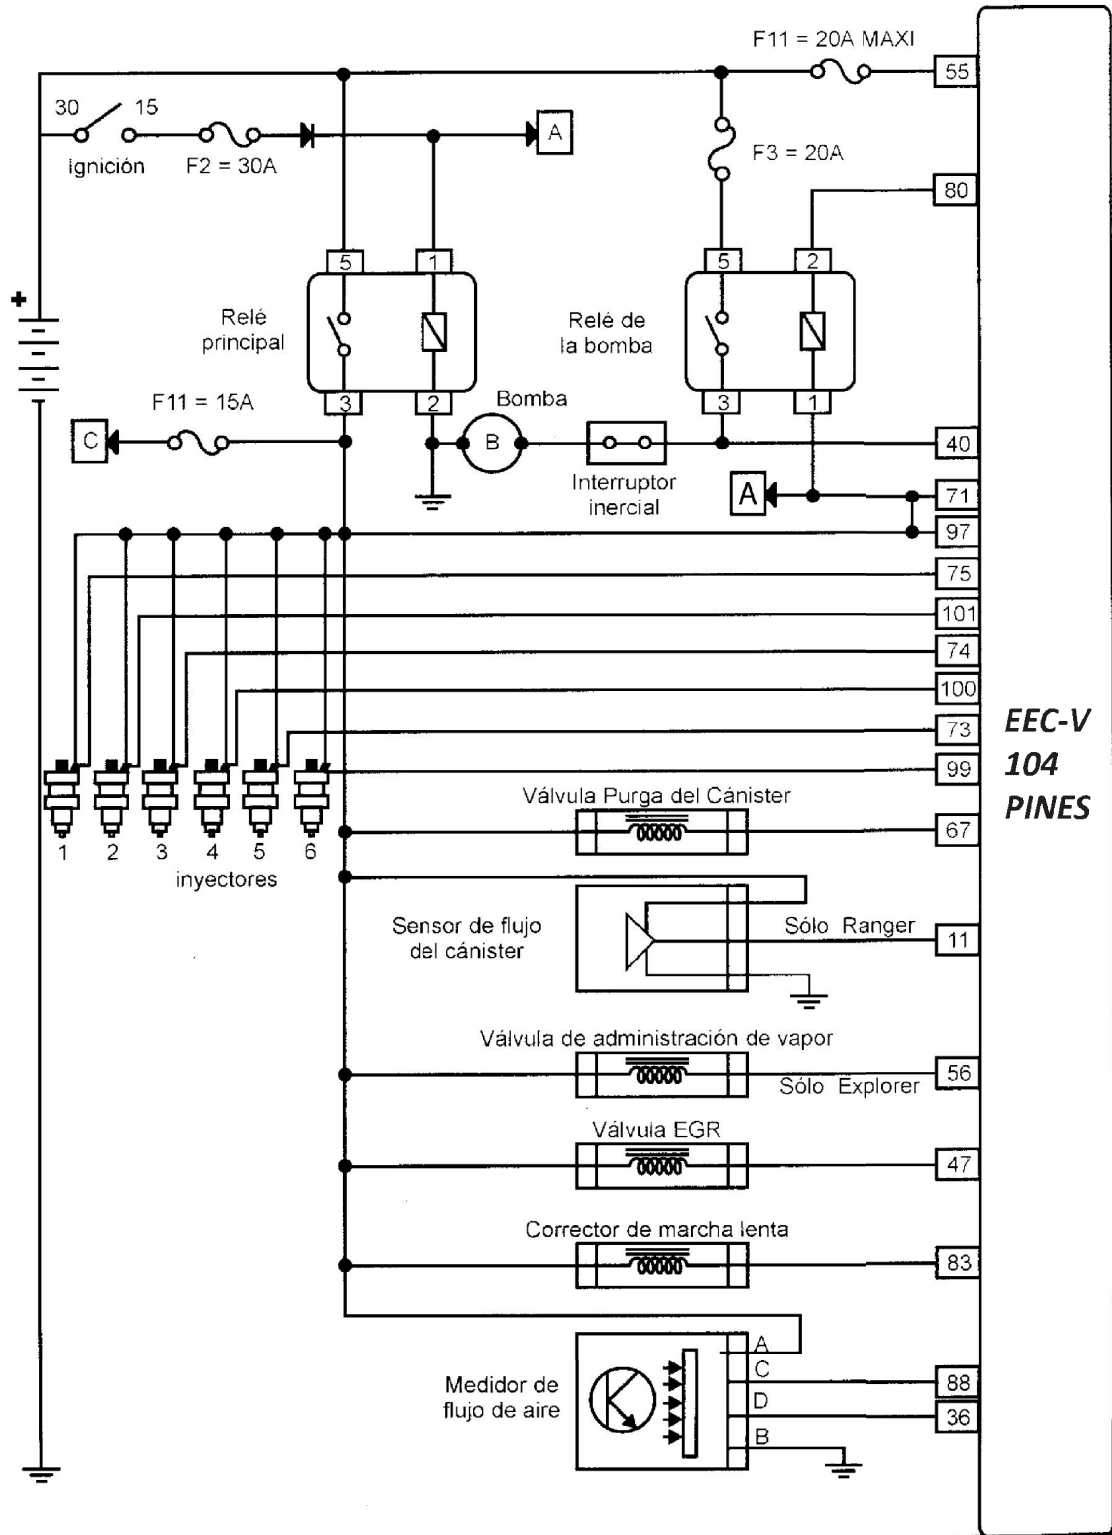 F11 = 20A MAXI
55
30 15
A
Ignición
F2 = 30A
F3 = 20A
80
5 1
5 2
Relé
principal
Relé de
la bomba
+
3 2
3 1
F11 = 15A
Bomba
C
B
40
Interruptor
inercial
A
71
97
75
101
74
100
73
99
EEC-V
104
PINES
Válvula Purga del Cánister
67
1 2 3 4 5 6
inyectores
Sensor de flujo
del cánister
Sólo Ranger
11
Válvula de administración de vapor
56
Sólo Explorer
Válvula EGR
47
Corrector de marcha lenta
83
A
Medidor de
flujo de aire
C
88
D
36
B